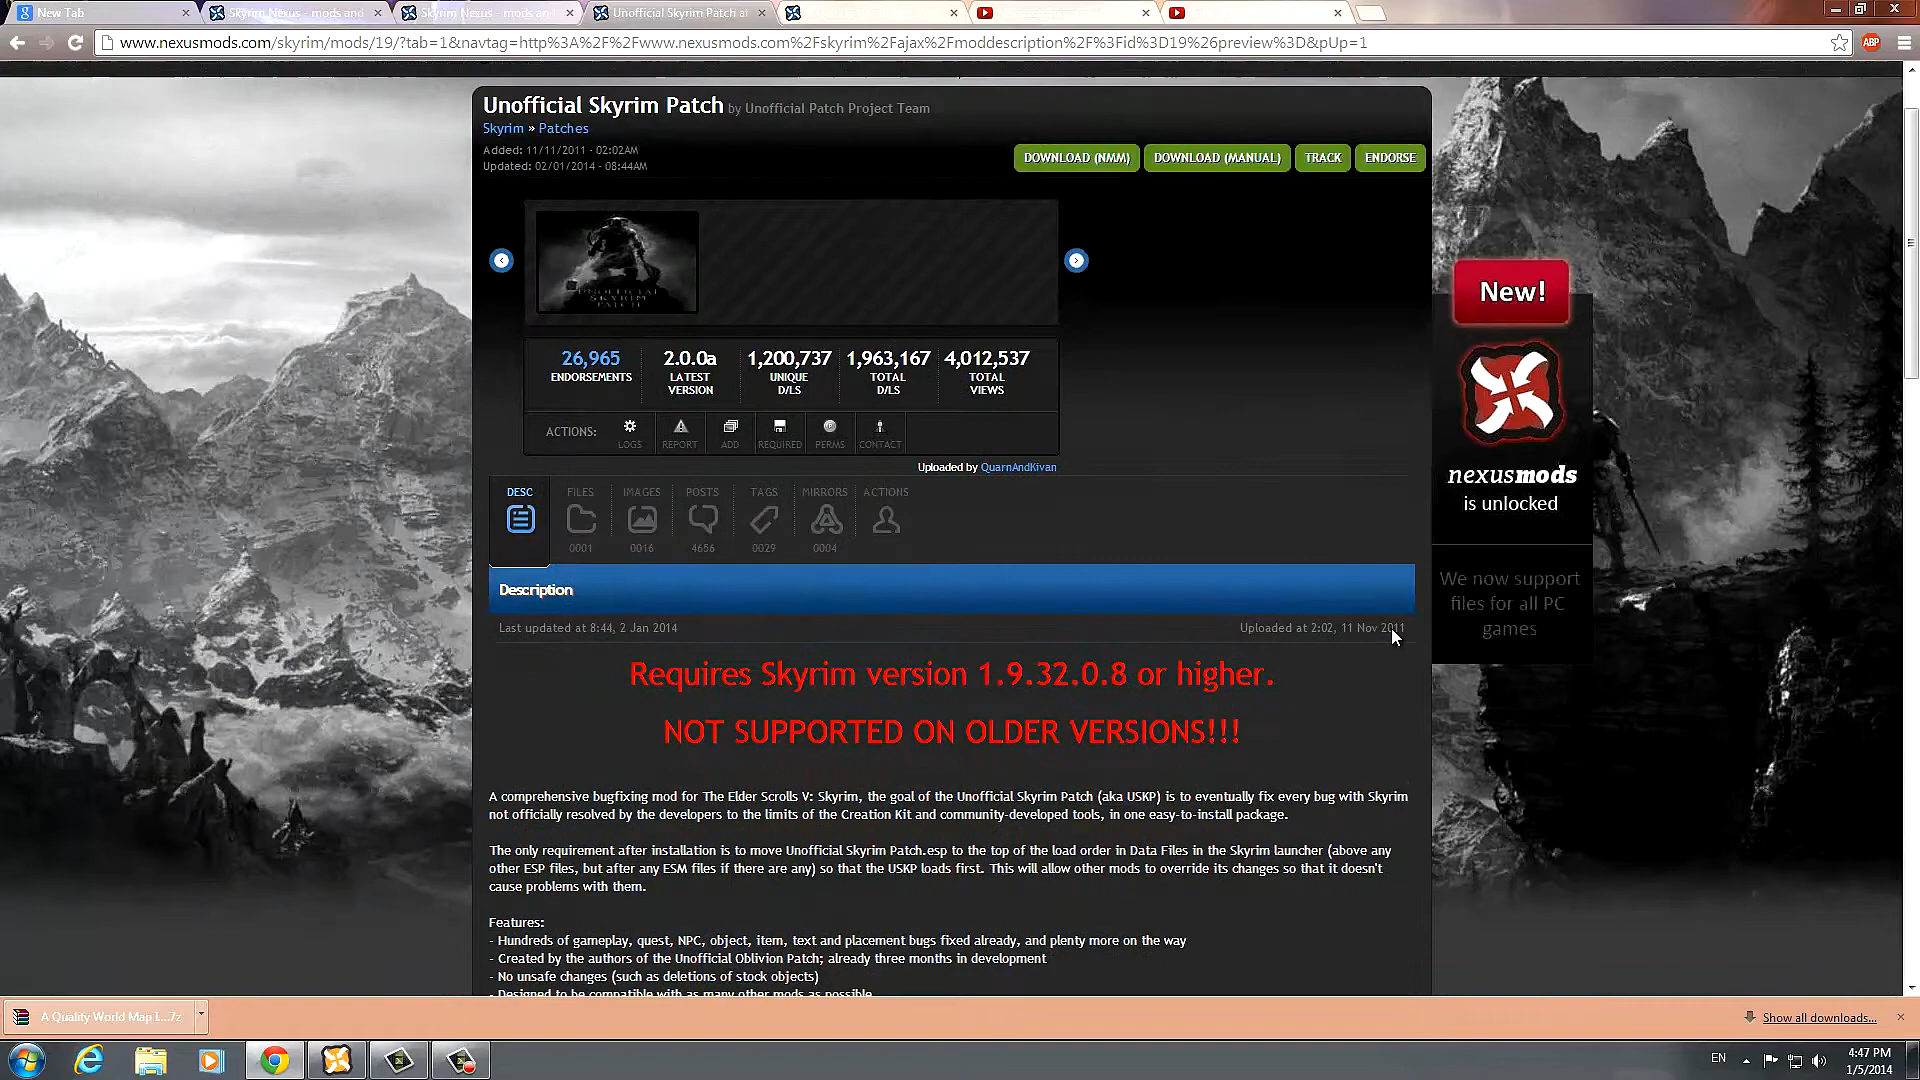 New Tab
Skyrim Nexus - mods and
Skyrim Nexus - mods and
Unofficial Skyrim Patch at
www.nexusmods.com/skyrim/mods/19/?tab=1&navtag=http%3A%2F%2Fwww.nexusmods.com%2Fskyrim%2Fajax%2Fmoddescription%2F%3Fid%3D19%26preview%3D&pUp=1
ABP
Unofficial Skyrim Patch by Unofficial Patch Project Team
Skyrim » Patches
Added: 11/11/2011 - 02:02AM
Updated: 02/01/2014 - 08:44AM
DOWNLOAD (NMM) DOWNLOAD (MANUAL) TRACK ENDORSE
UNOFFICIAL
SKYRIM
PATCH
26,965 2.0.0a 1,200,737 1,963,167 4,012,537
ENDORSEMENTS LATEST VERSION UNIQUE D/LS TOTAL D/LS TOTAL VIEWS
ACTIONS: LOGS REPORT ADD REQUIRED PERMS CONTACT
Uploaded by QuarnAndKivan
DESC FILES IMAGES POSTS TAGS MIRRORS ACTIONS
0001 0016 4656 0029 0004
New!
nexusmods
is unlocked
We now support
files for all PC
games
Description
Last updated at 8:44, 2 Jan 2014 Uploaded at 2:02, 11 Nov 2011
Requires Skyrim version 1.9.32.0.8 or higher.
NOT SUPPORTED ON OLDER VERSIONS!!!
A comprehensive bugfixing mod for The Elder Scrolls V: Skyrim, the goal of the Unofficial Skyrim Patch (aka USKP) is to eventually fix every bug with Skyrim
not officially resolved by the developers to the limits of the Creation Kit and community-developed tools, in one easy-to-install package.
The only requirement after installation is to move Unofficial Skyrim Patch.esp to the top of the load order in Data Files in the Skyrim launcher (above any
other ESP files, but after any ESM files if there are any) so that the USKP loads first. This will allow other mods to override its changes so that it doesn't
cause problems with them.
Features:
- Hundreds of gameplay, quest, NPC, object, item, text and placement bugs fixed already, and plenty more on the way
- Created by the authors of the Unofficial Oblivion Patch; already three months in development
- No unsafe changes (such as deletions of stock objects)
- Designed to be compatible with as many other mods as possible
A Quality World Map I...7z
Show all downloads...
EN
4:47 PM
1/5/2014